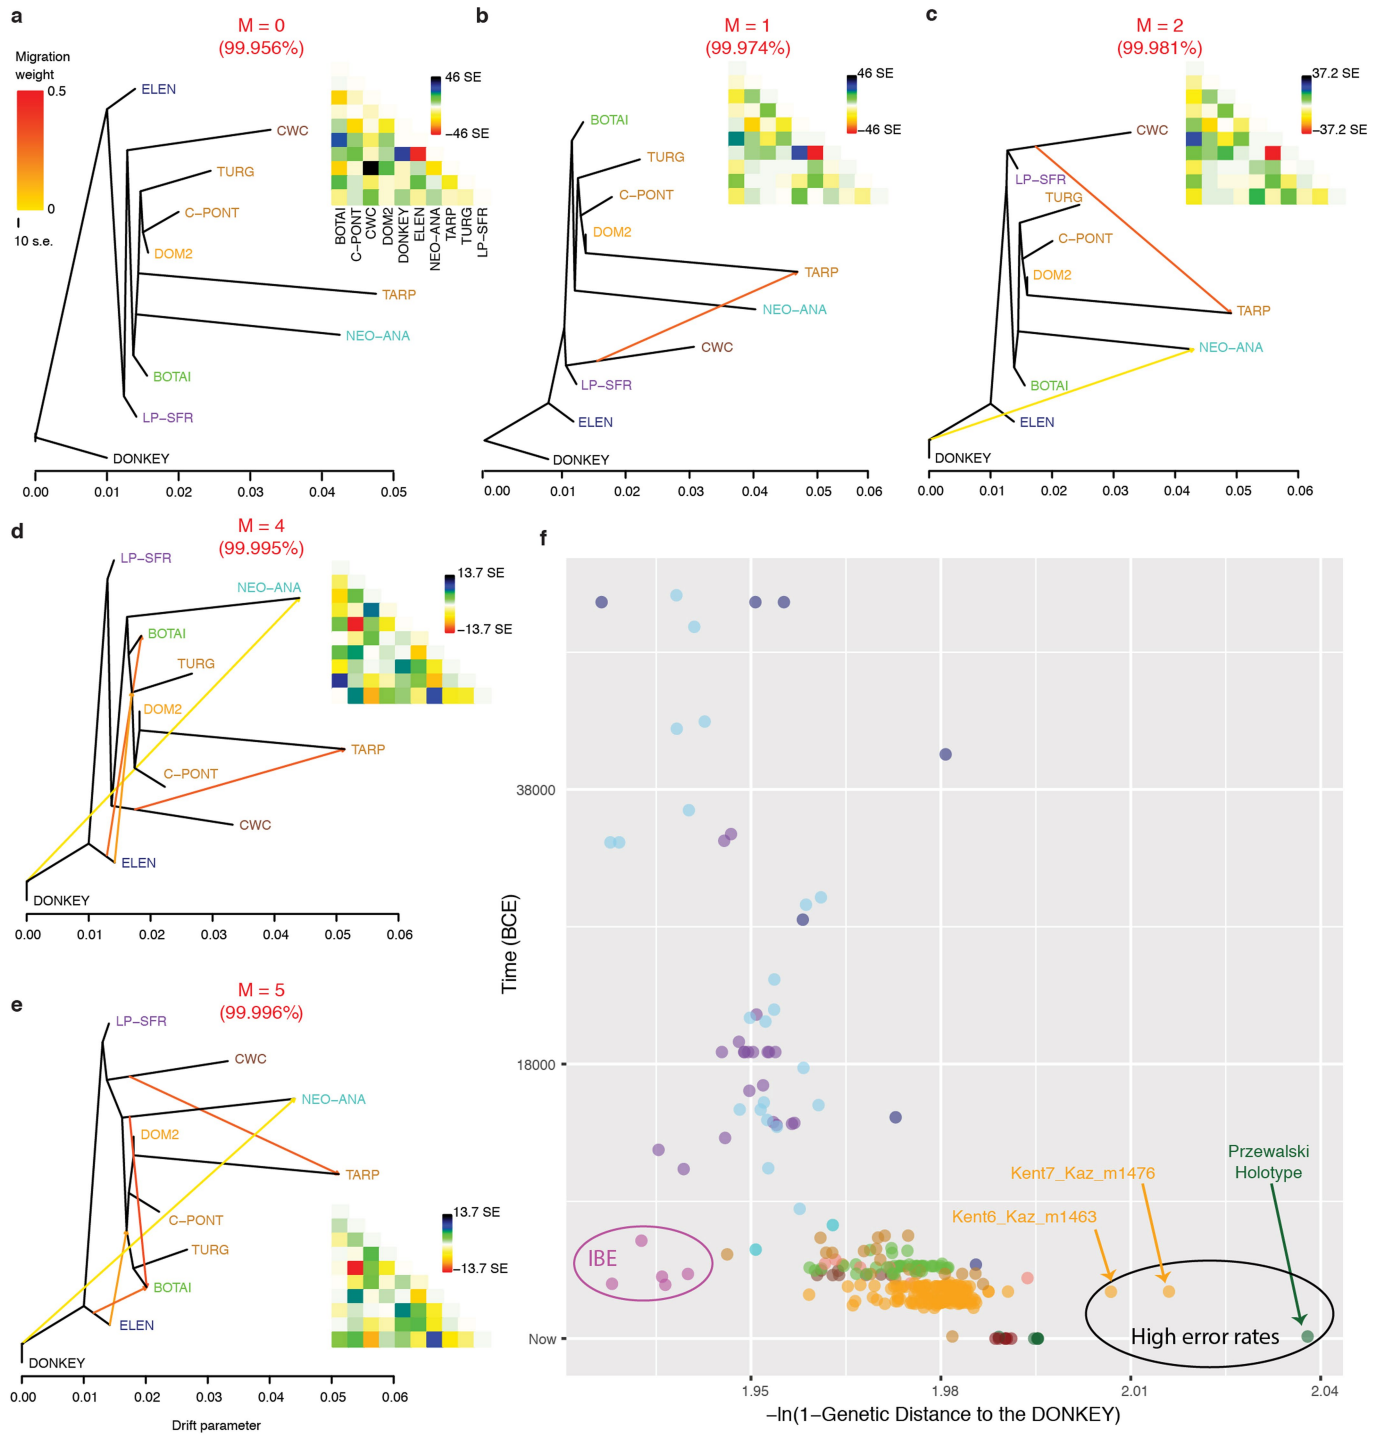 a
M = 0
(99.956%)
Migration
weight
0.5
0
10 s.e.
ELEN
CWC
TURG
C−PONT
DOM2
TARP
NEO−ANA
BOTAI
LP−SFR
DONKEY
46 SE
−46 SE
BOTAI
C−PONT
CWC
DOM2
DONKEY
ELEN
NEO−ANA
TARP
TURG
LP−SFR
0.00 0.01 0.02 0.03 0.04 0.05
b
M = 1
(99.974%)
46 SE
−46 SE
BOTAI
TURG
C−PONT
DOM2
TARP
NEO−ANA
CWC
LP−SFR
ELEN
DONKEY
0.00 0.01 0.02 0.03 0.04 0.05 0.06
c
M = 2
(99.981%)
37.2 SE
−37.2 SE
CWC
LP−SFR
TURG
C−PONT
DOM2
TARP
NEO−ANA
BOTAI
ELEN
DONKEY
0.00 0.01 0.02 0.03 0.04 0.05 0.06
d
M = 4
(99.995%)
13.7 SE
−13.7 SE
LP−SFR
NEO−ANA
BOTAI
TURG
DOM2
TARP
C−PONT
CWC
ELEN
DONKEY
0.00 0.01 0.02 0.03 0.04 0.05 0.06
e
M = 5
(99.996%)
LP−SFR
CWC
NEO−ANA
DOM2
TARP
C−PONT
TURG
BOTAI
ELEN
DONKEY
13.7 SE
−13.7 SE
0.00 0.01 0.02 0.03 0.04 0.05 0.06
Drift parameter
f
Time (BCE)
38000
18000
Now
IBE
Kent7_Kaz_m1476
Kent6_Kaz_m1463
Przewalski
Holotype
High error rates
1.95 1.98 2.01 2.04
−ln(1−Genetic Distance to the DONKEY)